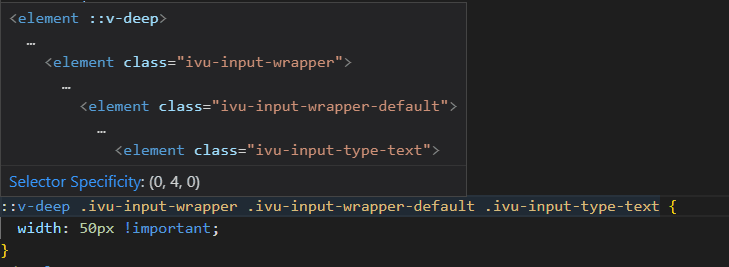 <element ::v-deep>
…
<element class="ivu-input-wrapper">
…
<element class="ivu-input-wrapper-default">
…
<element class="ivu-input-type-text">
Selector Specificity: (0, 4, 0)
::v-deep .ivu-input-wrapper .ivu-input-wrapper-default .ivu-input-type-text {
width: 50px !important;
}